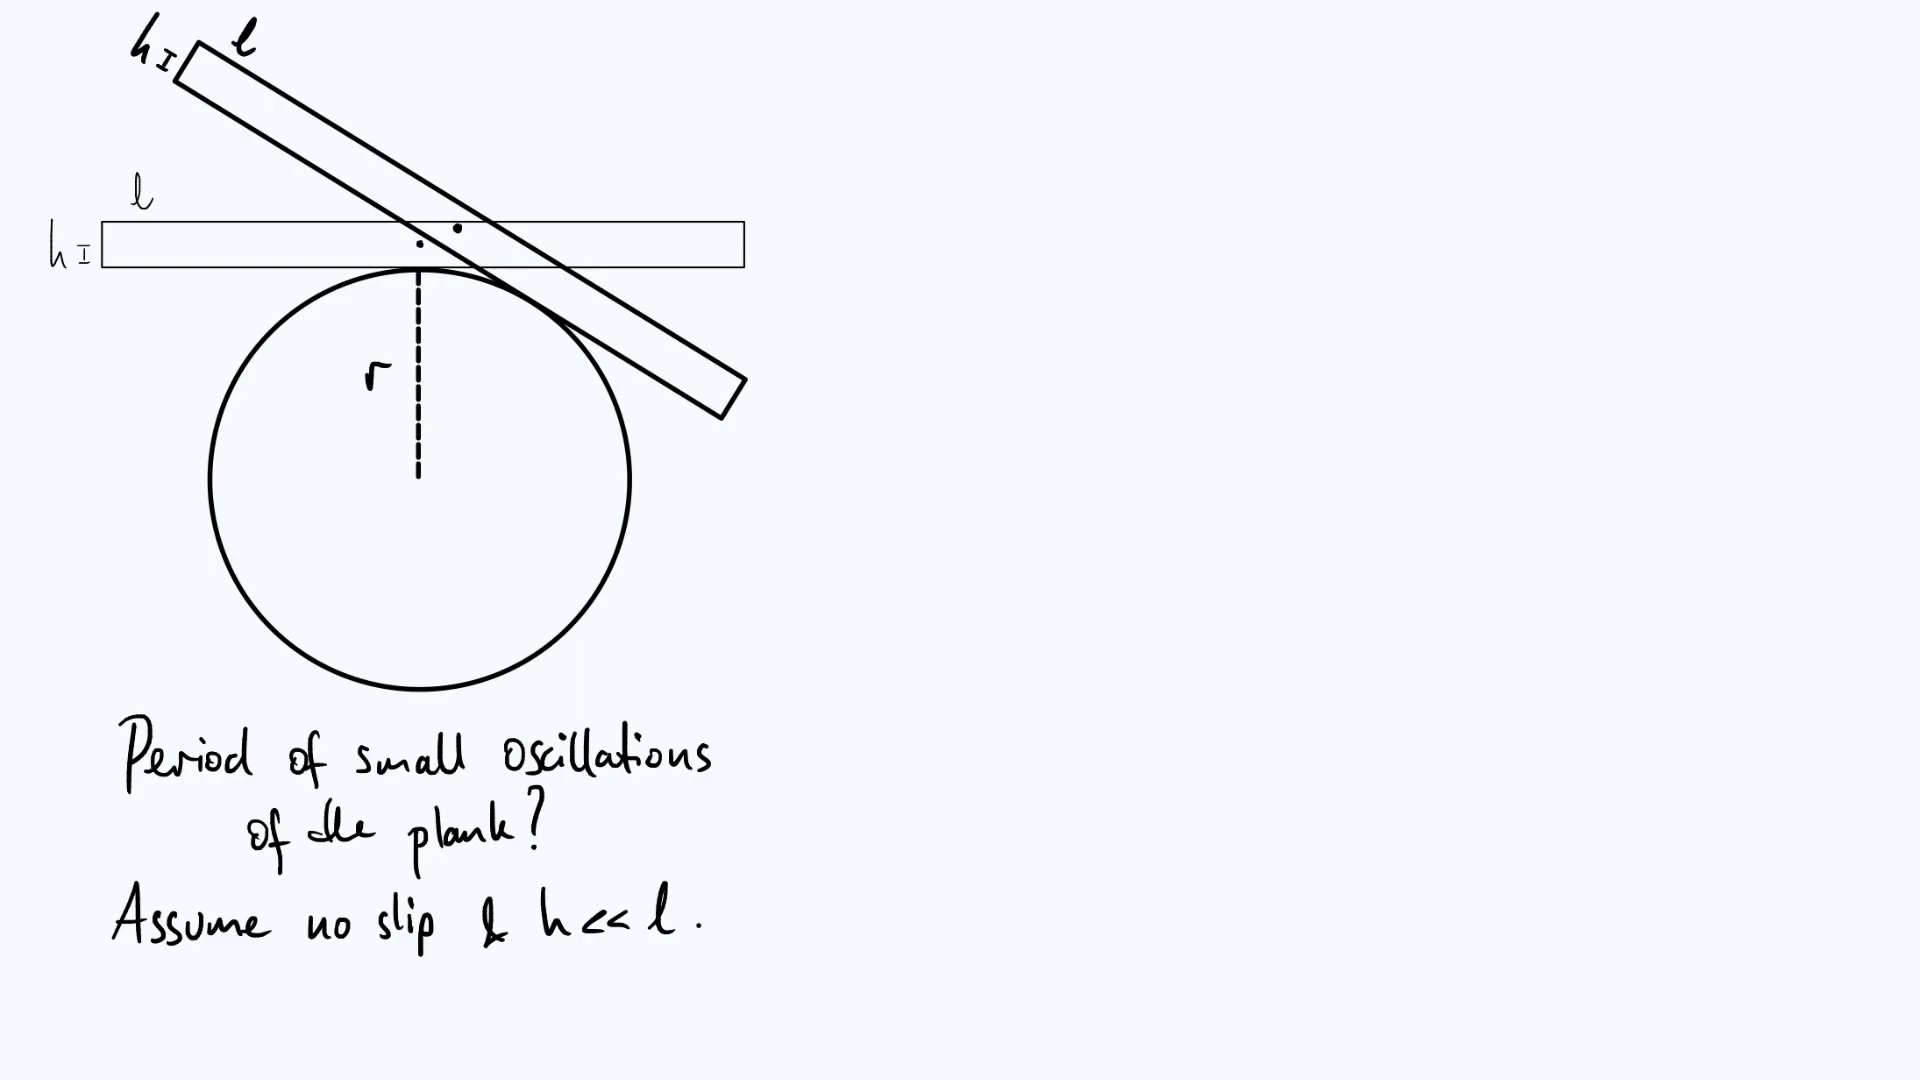 h l
l
h
r
Period of small oscillations
of the plank?
Assume no slip & h << l.